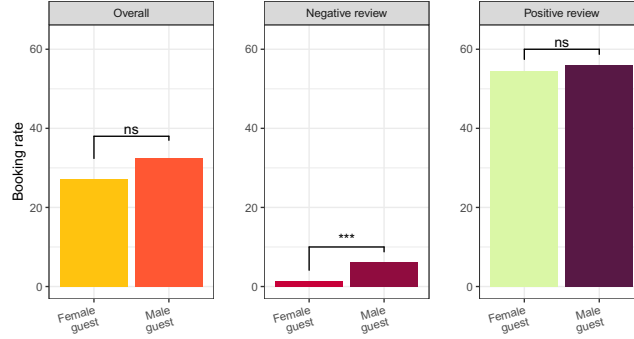 Overall
Negative review
Positive review
Booking rate
60
40
20
0
ns
Female
guest
Male
guest
60
40
20
0
***
Female
guest
Male
guest
60
40
20
0
ns
Female
guest
Male
guest